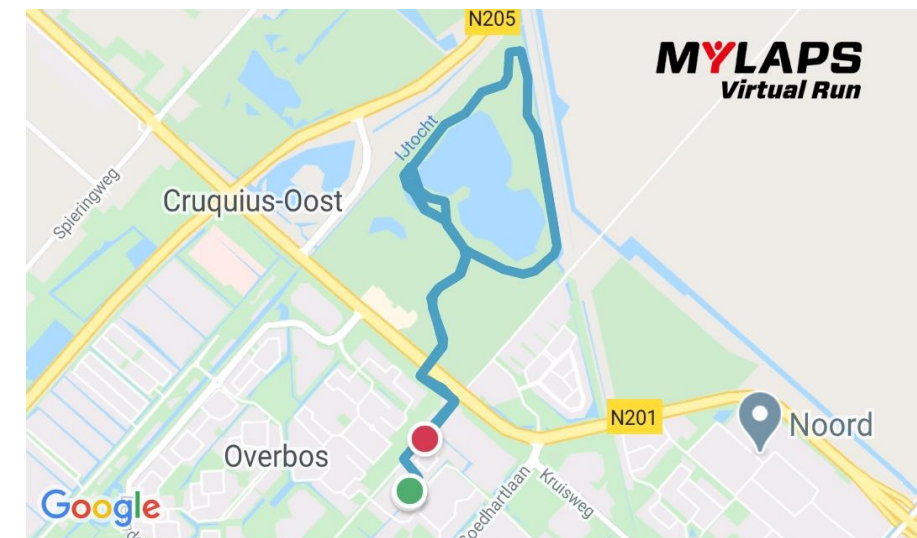 N205
MYLAPS
Virtual Run
IJtocht
Spieringweg
Cruquius-Oost
N201
Noord
Overbos
Kruisweg
Google